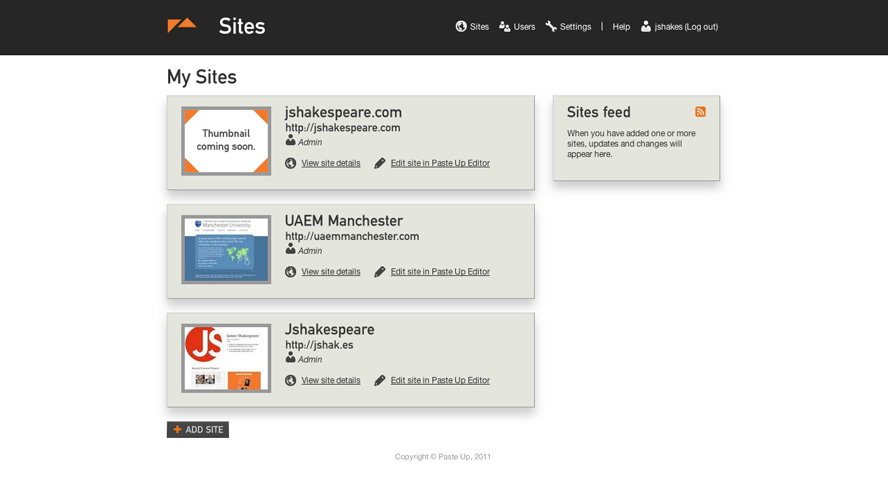 Sites
Sites Users Settings | Help jshakes (Log out)
My Sites
Thumbnail
coming soon.
jshakespeare.com
http://jshakespeare.com
Admin
View site details Edit site in Paste Up Editor
Sites feed
When you have added one or more
sites, updates and changes will
appear here.
Manchester University
UAEM Manchester
http://uaemmanchester.com
Admin
View site details Edit site in Paste Up Editor
JS
James Shakespeare
Jshakespeare
http://jshak.es
Admin
View site details Edit site in Paste Up Editor
ADD SITE
Copyright © Paste Up, 2011